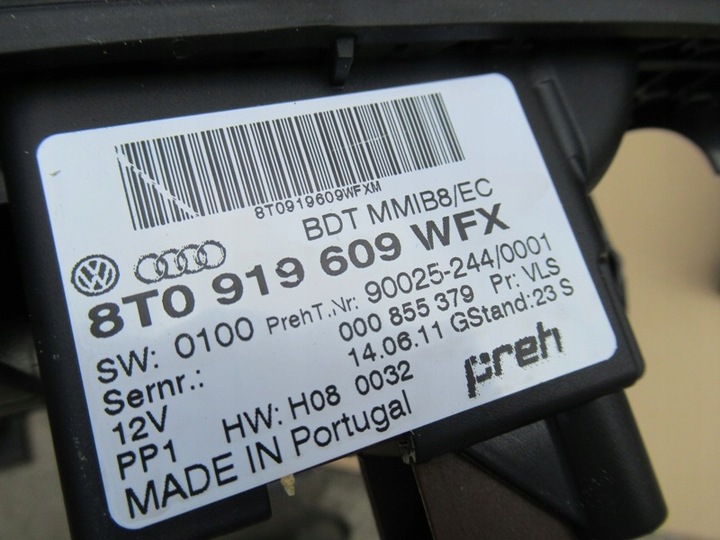 8T0919609WFXM
BDT MMIB8/EC
8T0 919 609 WFX
SW: 0100 PrehT.Nr: 90025-244/0001
Sernr.: 000 855 379 Pr: VLS
12V 14.06.11 GStand: 23 S
PP1 HW: H08 0032
MADE IN Portugal
preh